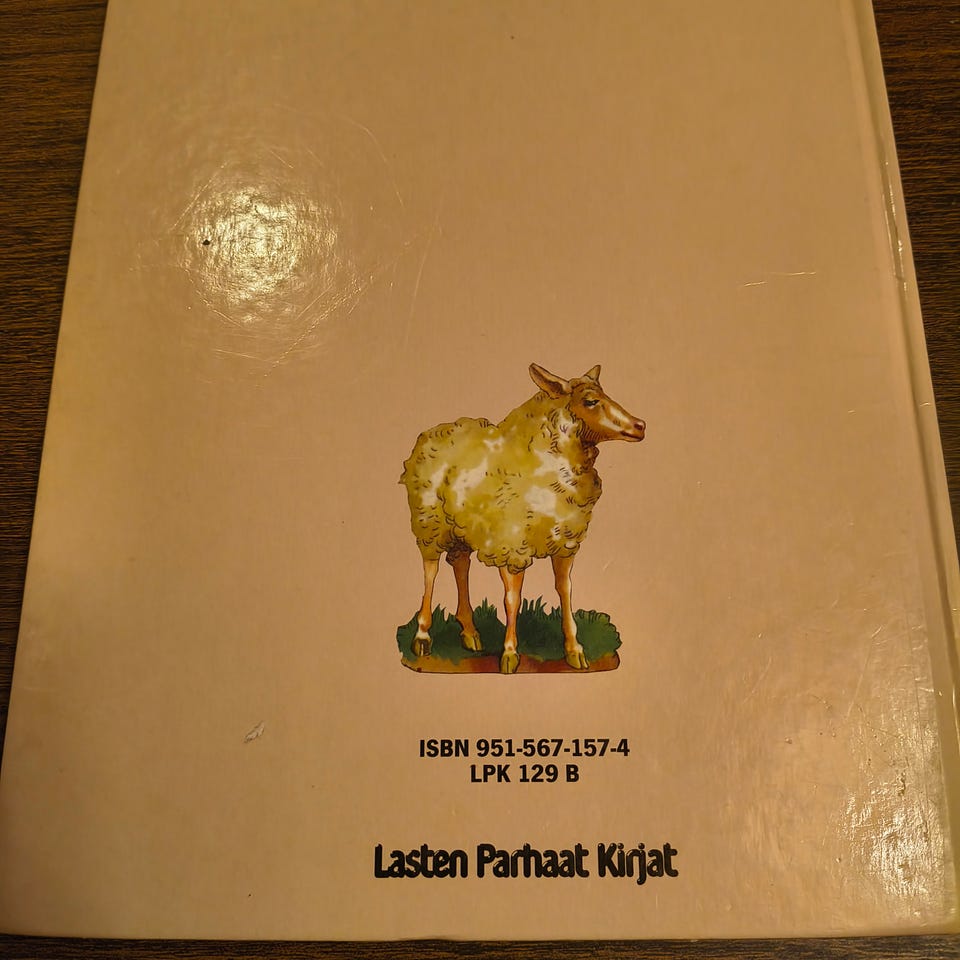 ISBN 951-567-157-4
LPK 129 B
Lasten Parhaat Kirjat